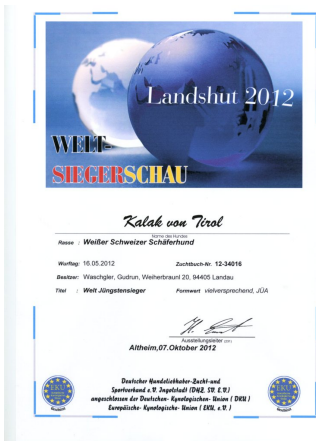 Landshut 2012
WELT-
SIEGERSCHAU
Kalak von Tirol
Name des Hundes
Rasse : Weißer Schweizer Schäferhund
Wurftag: 16.05.2012 Zuchtbuch-Nr. 12-34016
Besitzer: Waschgler, Gudrun, Weiherbraunl 20, 94405 Landau
Titel : Welt Jüngstensieger Formwert vielversprechend, JÜA
Ausstellungsleiter
Altheim,07.Oktober 2012
Deutscher Hundeliebhaber-Zucht-und
Sportverband e.V. Ingolstadt (DHZ. SV. E.V.)
angeschlossen der Deutschen- Kynologischen- Union ( DKU )
Europäische- Kynologische- Union ( EKU, e.V. )
EKU
EKU